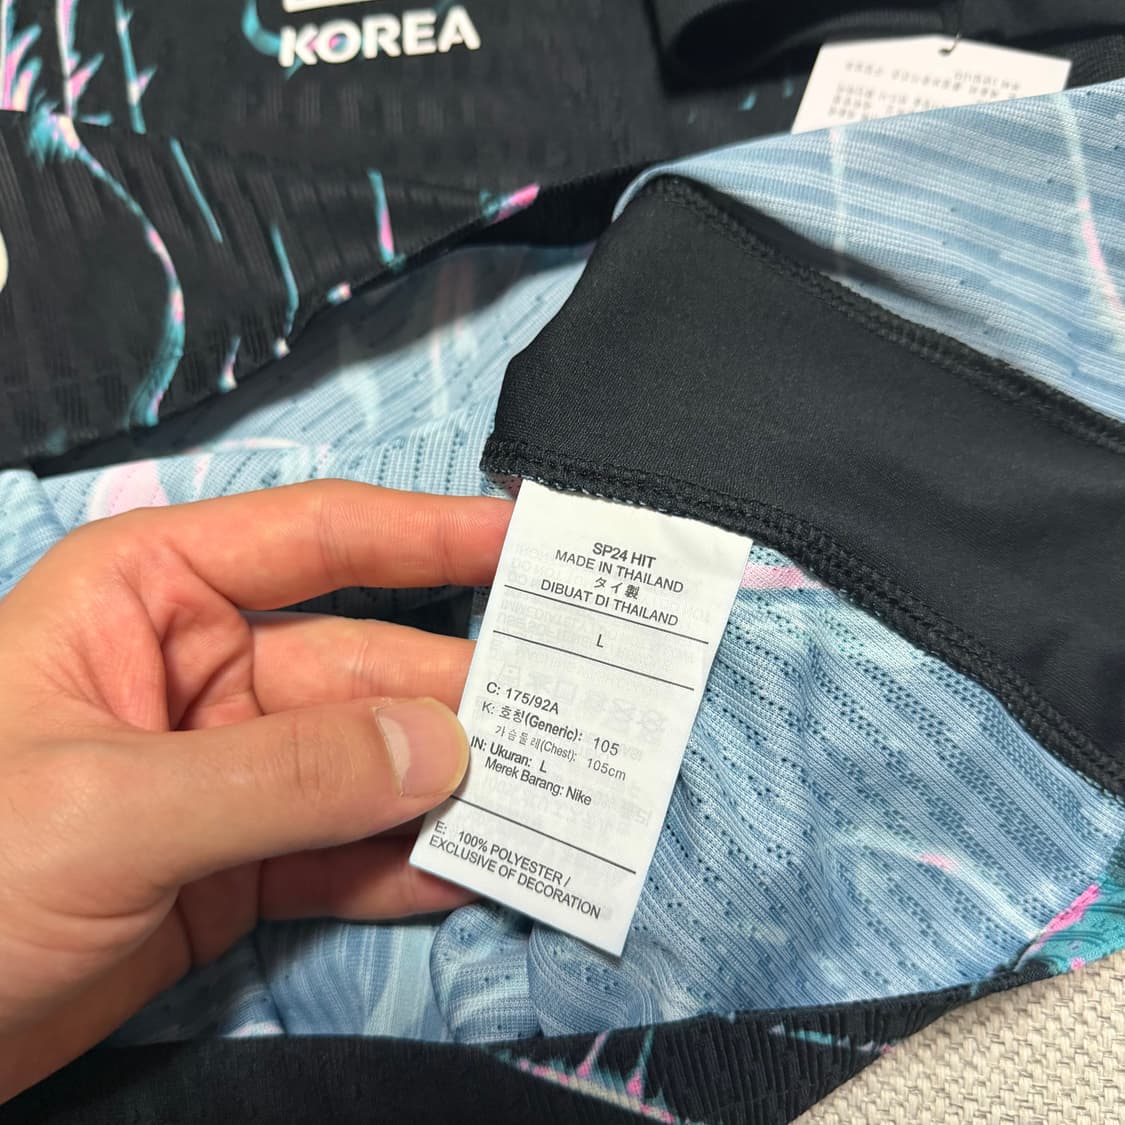 KOREA
SP24 HIT
MADE IN THAILAND
タイ製
DIBUAT DI THAILAND
L
C: 175/92A
K: 호칭(Generic): 105
가슴둘레(Chest): 105cm
IN: Ukuran: L
Merek Barang: Nike
E: 100% POLYESTER /
EXCLUSIVE OF DECORATION